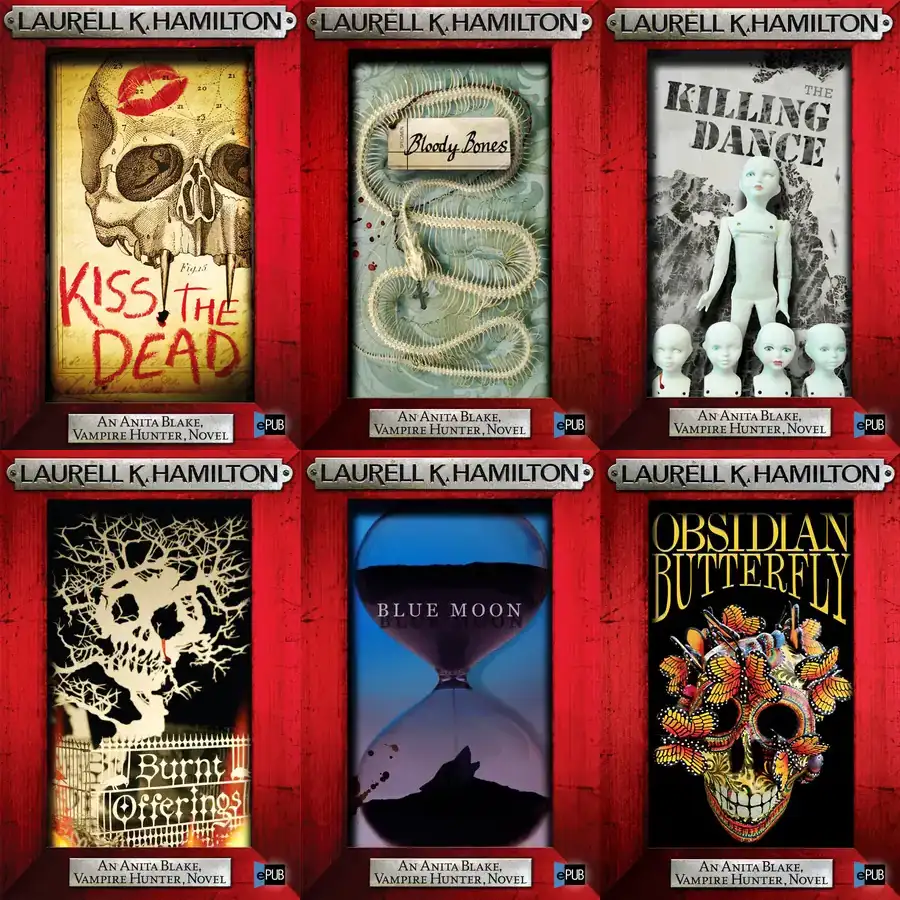 LAURELL K. HAMILTON
KISS THE
DEAD
Fig.15
AN ANITA BLAKE,
VAMPIRE HUNTER, NOVEL
ePUB
LAURELL K. HAMILTON
Bloody Bones
AN ANITA BLAKE,
VAMPIRE HUNTER, NOVEL
ePUB
LAURELL K. HAMILTON
THE
KILLING
DANCE
AN ANITA BLAKE,
VAMPIRE HUNTER, NOVEL
ePUB
LAURELL K. HAMILTON
Burnt
Offerings
AN ANITA BLAKE,
VAMPIRE HUNTER, NOVEL
ePUB
LAURELL K. HAMILTON
BLUE MOON
AN ANITA BLAKE,
VAMPIRE HUNTER, NOVEL
ePUB
LAURELL K. HAMILTON
OBSIDIAN
BUTTERFLY
AN ANITA BLAKE,
VAMPIRE HUNTER, NOVEL
ePUB